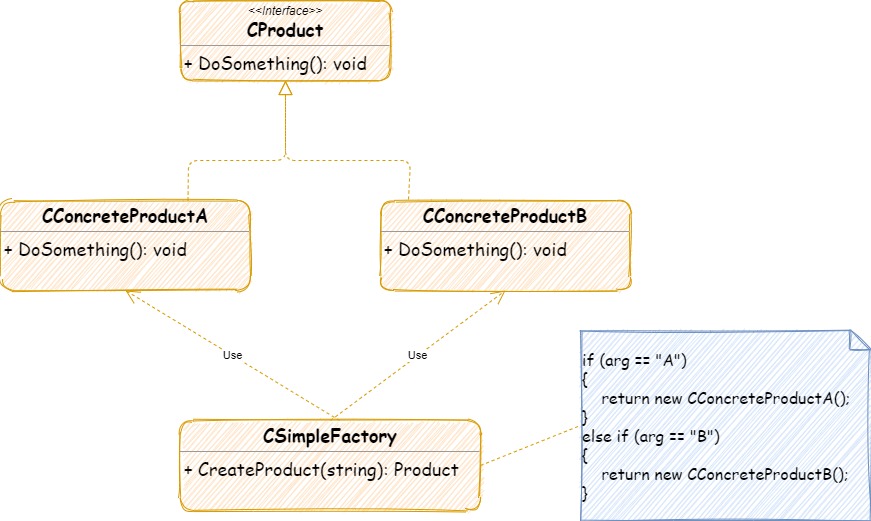 <<Interface>>
CProduct
+ DoSomething(): void
CConcreteProductA
+ DoSomething(): void
CConcreteProductB
+ DoSomething(): void
Use
Use
CSimpleFactory
+ CreateProduct(string): Product
if (arg == "A")
{
return new CConcreteProductA();
}
else if (arg == "B")
{
return new CConcreteProductB();
}